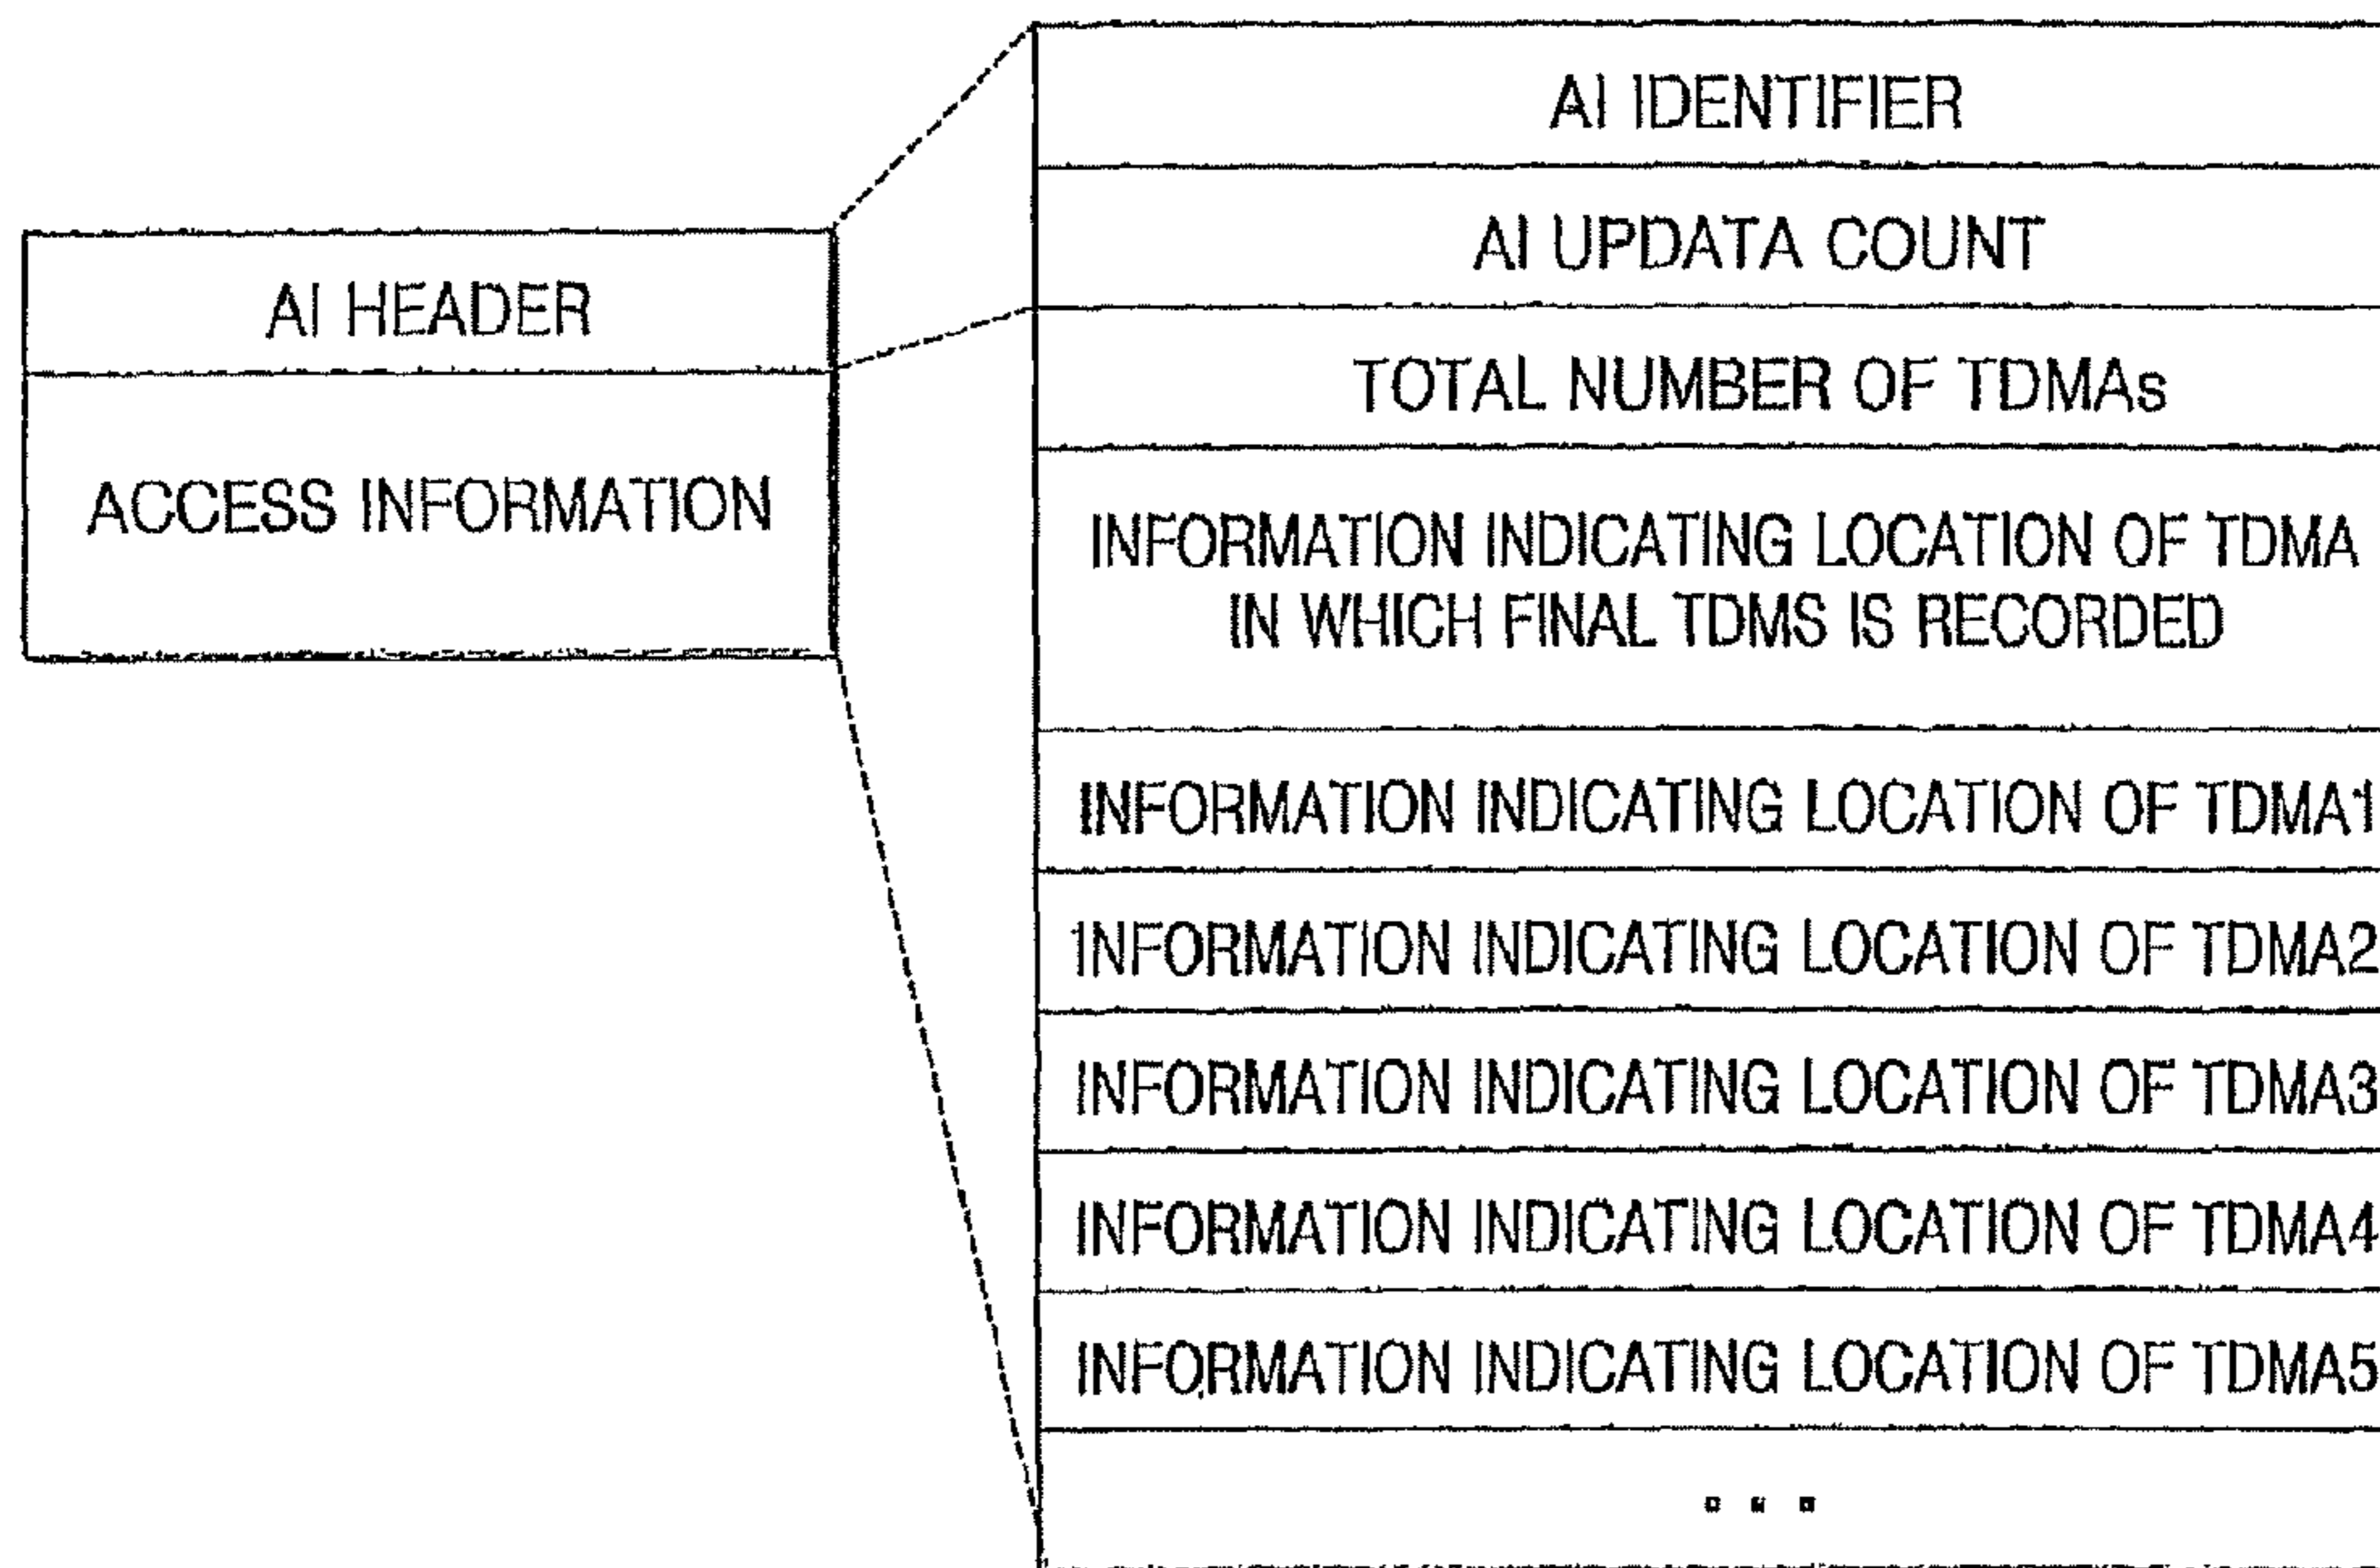 AI HEADER
ACCESS INFORMATION
AI IDENTIFIER
AI UPDATA COUNT
TOTAL NUMBER OF TDMAs
INFORMATION INDICATING LOCATION OF TDMA
IN WHICH FINAL TDMS IS RECORDED
INFORMATION INDICATING LOCATION OF TDMA1
INFORMATION INDICATING LOCATION OF TDMA2
INFORMATION INDICATING LOCATION OF TDMA3
INFORMATION INDICATING LOCATION OF TDMA4
INFORMATION INDICATING LOCATION OF TDMA5
...